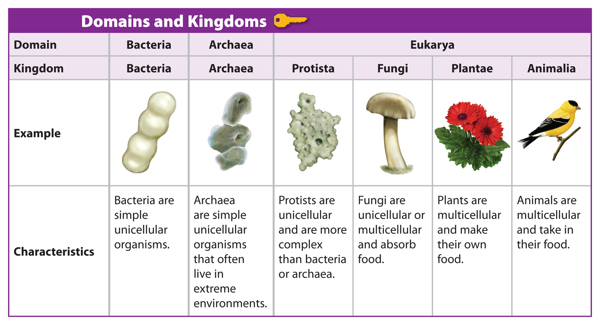 Domains and Kingdoms
Domain Bacteria Archaea Eukarya
Kingdom Bacteria Archaea Protista Fungi Plantae Animalia
Example
Characteristics
Bacteria are
simple
unicellular
organisms.
Archaea
are simple
unicellular
organisms
that often
live in
extreme
environments.
Protists are
unicellular
and are more
complex
than bacteria
or archaea.
Fungi are
unicellular or
multicellular
and absorb
food.
Plants are
multicellular
and make
their own
food.
Animals are
multicellular
and take in
their food.